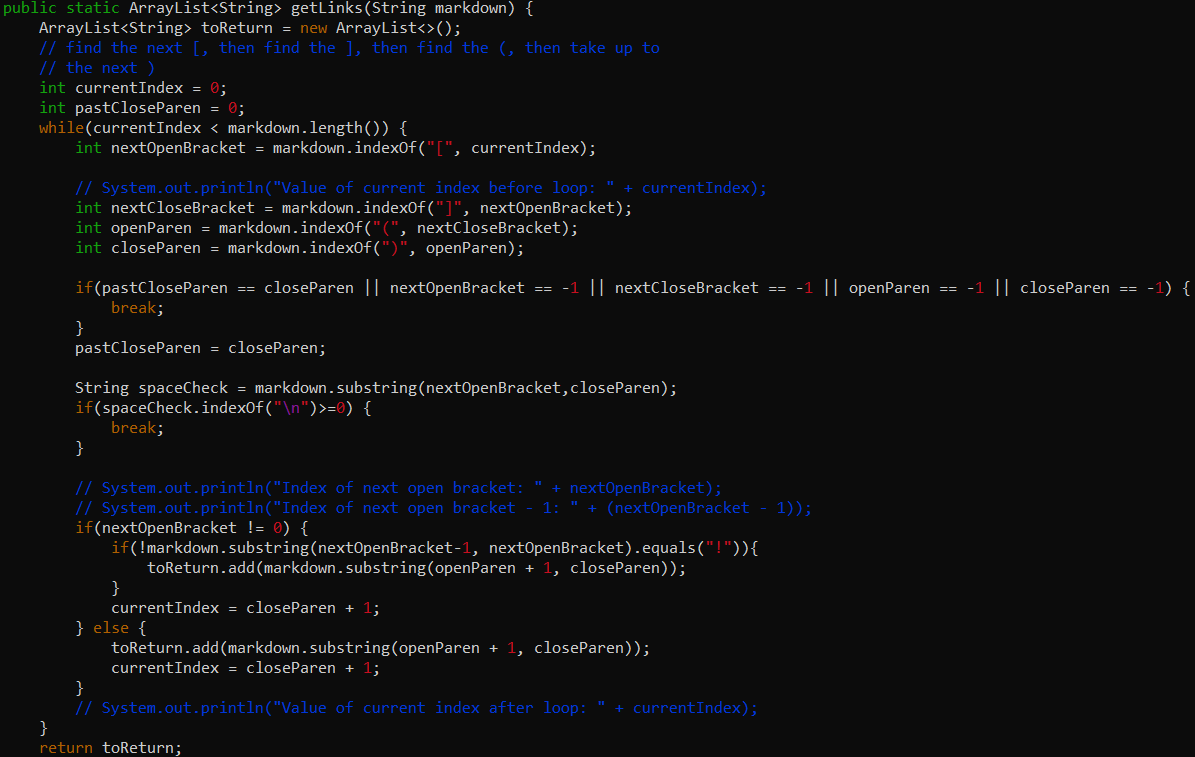 public static ArrayList<String> getLinks(String markdown) {
    ArrayList<String> toReturn = new ArrayList<>();
    // find the next [, then find the ], then find the (, then take up to
    // the next )
    int currentIndex = 0;
    int pastCloseParen = 0;
    while(currentIndex < markdown.length()) {
        int nextOpenBracket = markdown.indexOf("[", currentIndex);

        // System.out.println("Value of current index before loop: " + currentIndex);
        int nextCloseBracket = markdown.indexOf("]", nextOpenBracket);
        int openParen = markdown.indexOf("(", nextCloseBracket);
        int closeParen = markdown.indexOf(")", openParen);

        if(pastCloseParen == closeParen || nextOpenBracket == -1 || nextCloseBracket == -1 || openParen == -1 || closeParen == -1) {
            break;
        }
        pastCloseParen = closeParen;

        String spaceCheck = markdown.substring(nextOpenBracket,closeParen);
        if(spaceCheck.indexOf("\n")>=0) {
            break;
        }

        // System.out.println("Index of next open bracket: " + nextOpenBracket);
        // System.out.println("Index of next open bracket - 1: " + (nextOpenBracket - 1));
        if(nextOpenBracket != 0) {
            if(!markdown.substring(nextOpenBracket-1, nextOpenBracket).equals("!")){
                toReturn.add(markdown.substring(openParen + 1, closeParen));
            }
            currentIndex = closeParen + 1;
        } else {
            toReturn.add(markdown.substring(openParen + 1, closeParen));
            currentIndex = closeParen + 1;
        }
        // System.out.println("Value of current index after loop: " + currentIndex);
    }
    return toReturn;